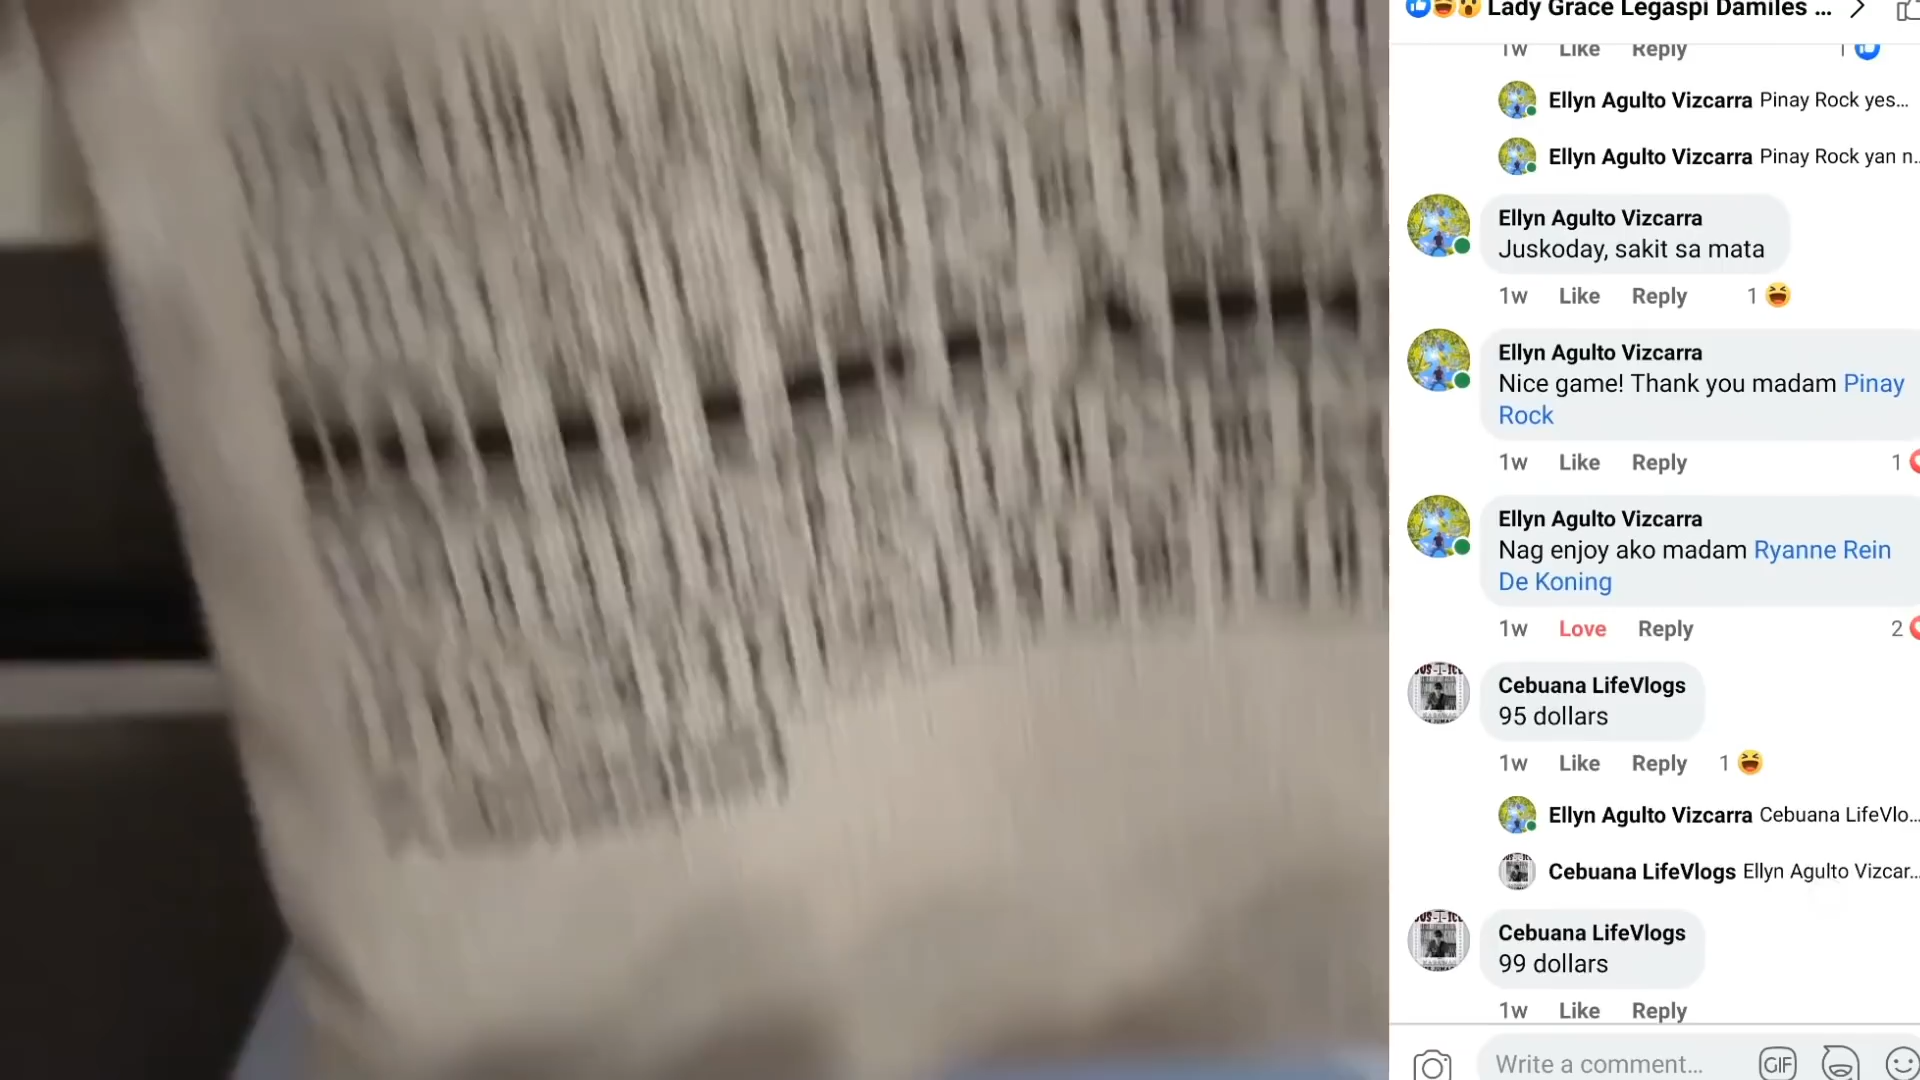 Lady Grace Legaspi Damiles ...
1w Like Reply 1
Ellyn Agulto Vizcarra Pinay Rock yes...
Ellyn Agulto Vizcarra Pinay Rock yan n..
Ellyn Agulto Vizcarra
Juskoday, sakit sa mata
1w Like Reply 1
Ellyn Agulto Vizcarra
Nice game! Thank you madam Pinay
Rock
1w Like Reply 1
Ellyn Agulto Vizcarra
Nag enjoy ako madam Ryanne Rein
De Koning
1w Love Reply 2
Cebuana LifeVlogs
95 dollars
1w Like Reply 1
Ellyn Agulto Vizcarra Cebuana LifeVlo...
Cebuana LifeVlogs Ellyn Agulto Vizcar...
Cebuana LifeVlogs
99 dollars
1w Like Reply
Write a comment... GIF